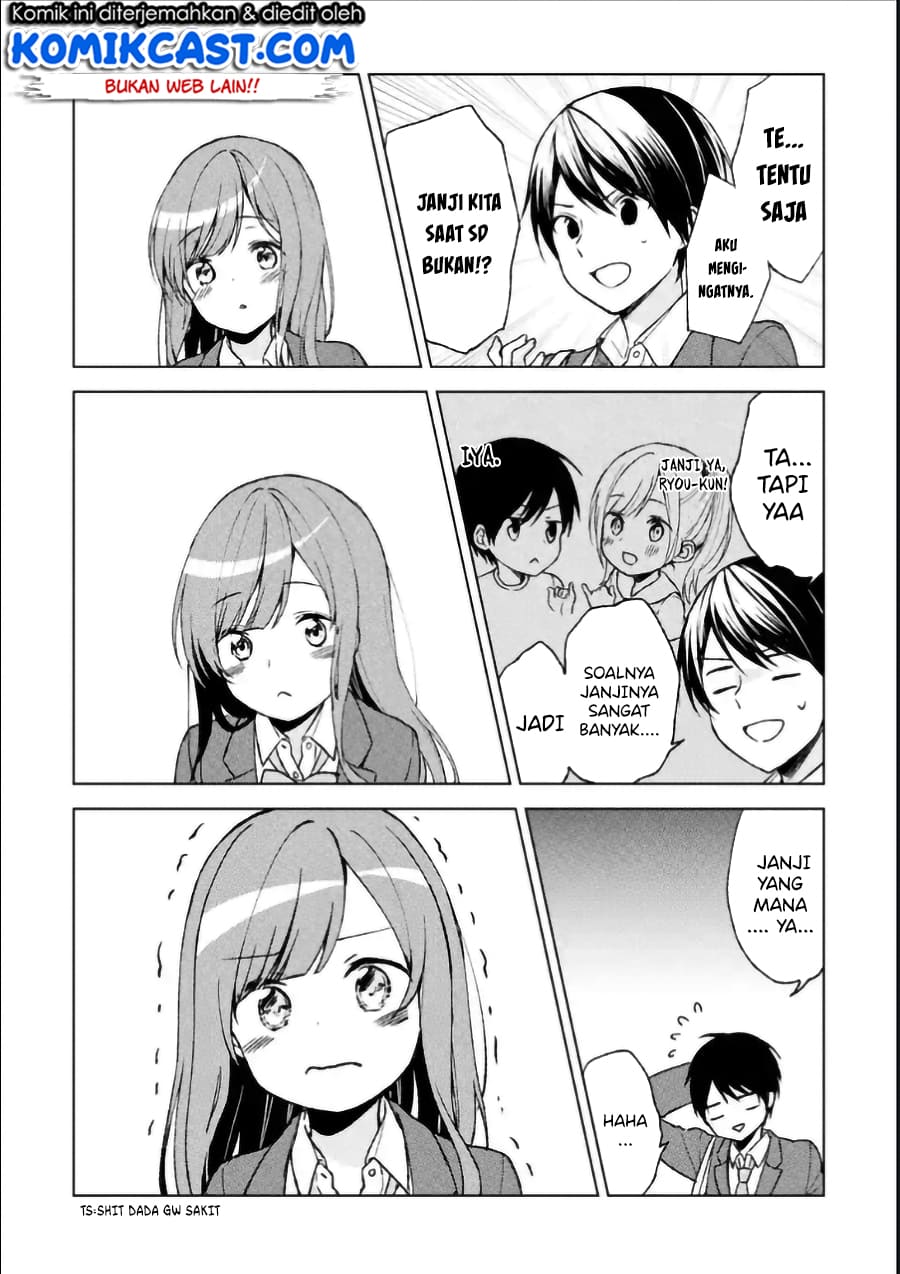 Komik ini diterjemahkan & diedit oleh
KOMIKCAST.COM
BUKAN WEB LAIN!!
TE...
TENTU
SAJA
AKU
MENGI-
NGATNYA.
JANJI KITA
SAAT SD
BUKAN!?
TA...
TAPI
YAA
JANJI YA,
RYOU-KUN!
IYA.
SOALNYA
JANJINYA
SANGAT
BANYAK....
JADI
JANJI
YANG
MANA
.... YA...
HAHA
...
TS:SHIT DADA GW SAKIT